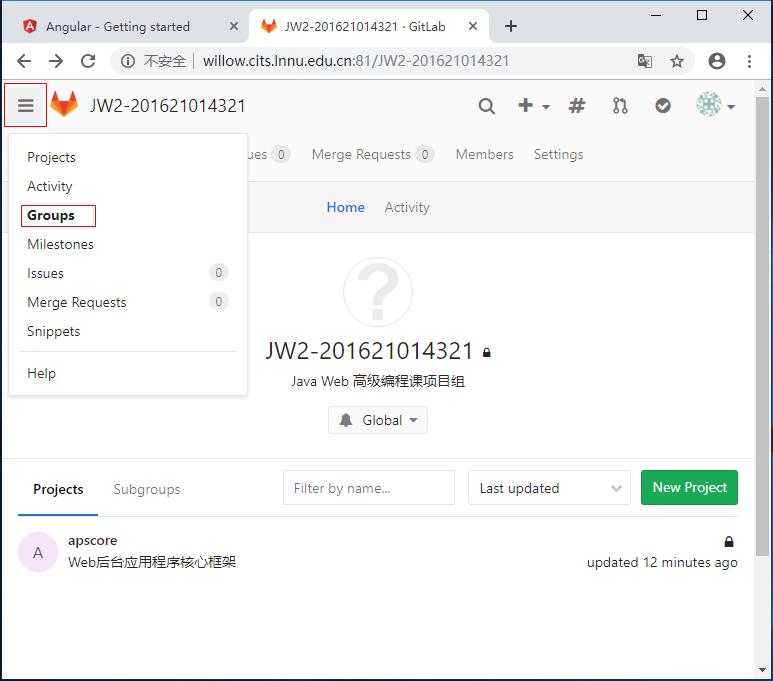 Angular - Getting started
JW2-201621014321 · GitLab
不安全 | willow.cits.lnnu.edu.cn:81/JW2-201621014321
JW2-201621014321
Projects
Activity
Groups
Milestones
Issues 0
Merge Requests 0
Snippets
Help
ues 0 Merge Requests 0 Members Settings
Home Activity
JW2-201621014321
Java Web 高级编程课项目组
Global
Projects Subgroups Filter by name... Last updated New Project
A
apscore
Web后台应用程序核心框架
updated 12 minutes ago